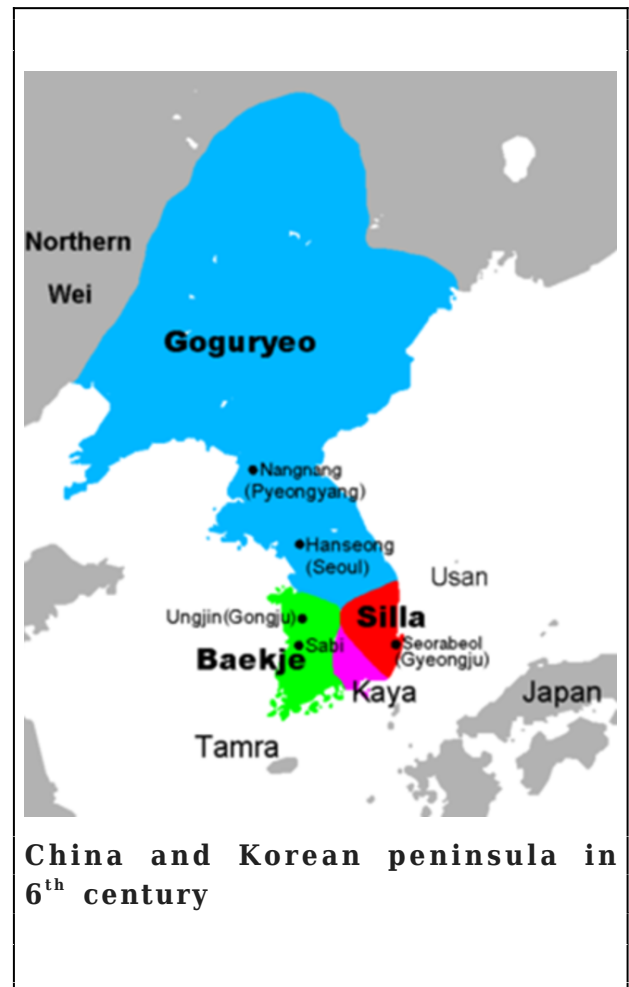 Northern
Wei
Goguryeo
Nangnang
(Pyeongyang)
Hanseong
(Seoul)
Usan
Ungjin(Gongju)
Silla
Sabi
Seorabeol
(Gyeongju)
Baekje
Kaya
Japan
Tamra
China and Korean peninsula in
6th century